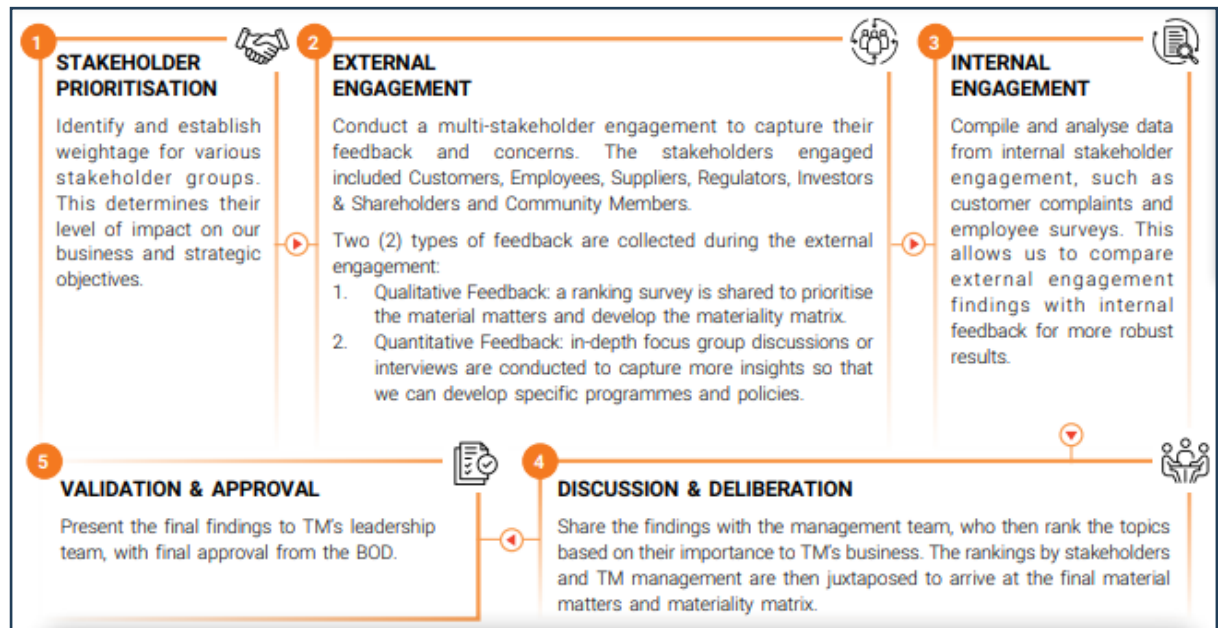 1
STAKEHOLDER
PRIORITISATION
Identify and establish
weightage for various
stakeholder groups.
This determines their
level of impact on our
business and strategic
objectives.
2
EXTERNAL
ENGAGEMENT
Conduct a multi-stakeholder engagement to capture their
feedback and concerns. The stakeholders engaged
included Customers, Employees, Suppliers, Regulators, Investors
& Shareholders and Community Members.
Two (2) types of feedback are collected during the external
engagement:
1. Qualitative Feedback: a ranking survey is shared to prioritise
the material matters and develop the materiality matrix.
2. Quantitative Feedback: in-depth focus group discussions or
interviews are conducted to capture more insights so that
we can develop specific programmes and policies.
3
INTERNAL
ENGAGEMENT
Compile and analyse data
from internal stakeholder
engagement, such as
customer complaints and
employee surveys. This
allows us to compare
external engagement
findings with internal
feedback for more robust
results.
4
DISCUSSION & DELIBERATION
Share the findings with the management team, who then rank the topics
based on their importance to TM's business. The rankings by stakeholders
and TM management are then juxtaposed to arrive at the final material
matters and materiality matrix.
5
VALIDATION & APPROVAL
Present the final findings to TM's leadership
team, with final approval from the BOD.